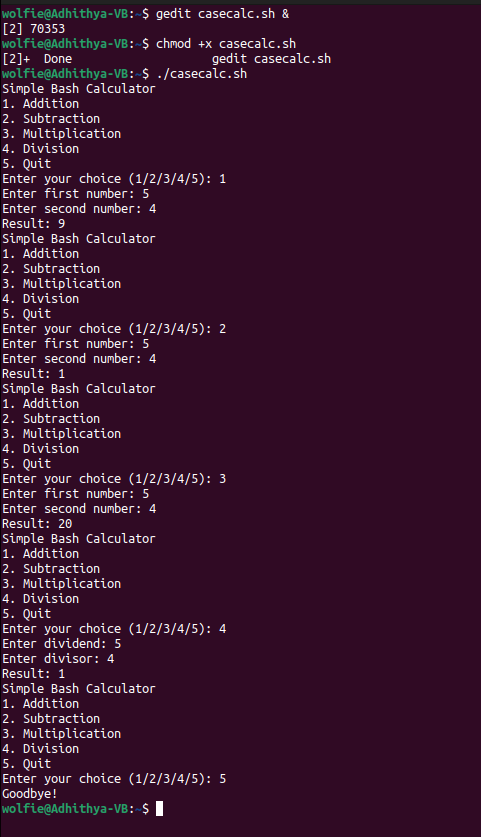 wolfie@Adhithya-VB:~$ gedit casecalc.sh &
[2] 70353
wolfie@Adhithya-VB:~$ chmod +x casecalc.sh
[2]+  Done                    gedit casecalc.sh
wolfie@Adhithya-VB:~$ ./casecalc.sh
Simple Bash Calculator
1. Addition
2. Subtraction
3. Multiplication
4. Division
5. Quit
Enter your choice (1/2/3/4/5): 1
Enter first number: 5
Enter second number: 4
Result: 9
Simple Bash Calculator
1. Addition
2. Subtraction
3. Multiplication
4. Division
5. Quit
Enter your choice (1/2/3/4/5): 2
Enter first number: 5
Enter second number: 4
Result: 1
Simple Bash Calculator
1. Addition
2. Subtraction
3. Multiplication
4. Division
5. Quit
Enter your choice (1/2/3/4/5): 3
Enter first number: 5
Enter second number: 4
Result: 20
Simple Bash Calculator
1. Addition
2. Subtraction
3. Multiplication
4. Division
5. Quit
Enter your choice (1/2/3/4/5): 4
Enter dividend: 5
Enter divisor: 4
Result: 1
Simple Bash Calculator
1. Addition
2. Subtraction
3. Multiplication
4. Division
5. Quit
Enter your choice (1/2/3/4/5): 5
Goodbye!
wolfie@Adhithya-VB:~$